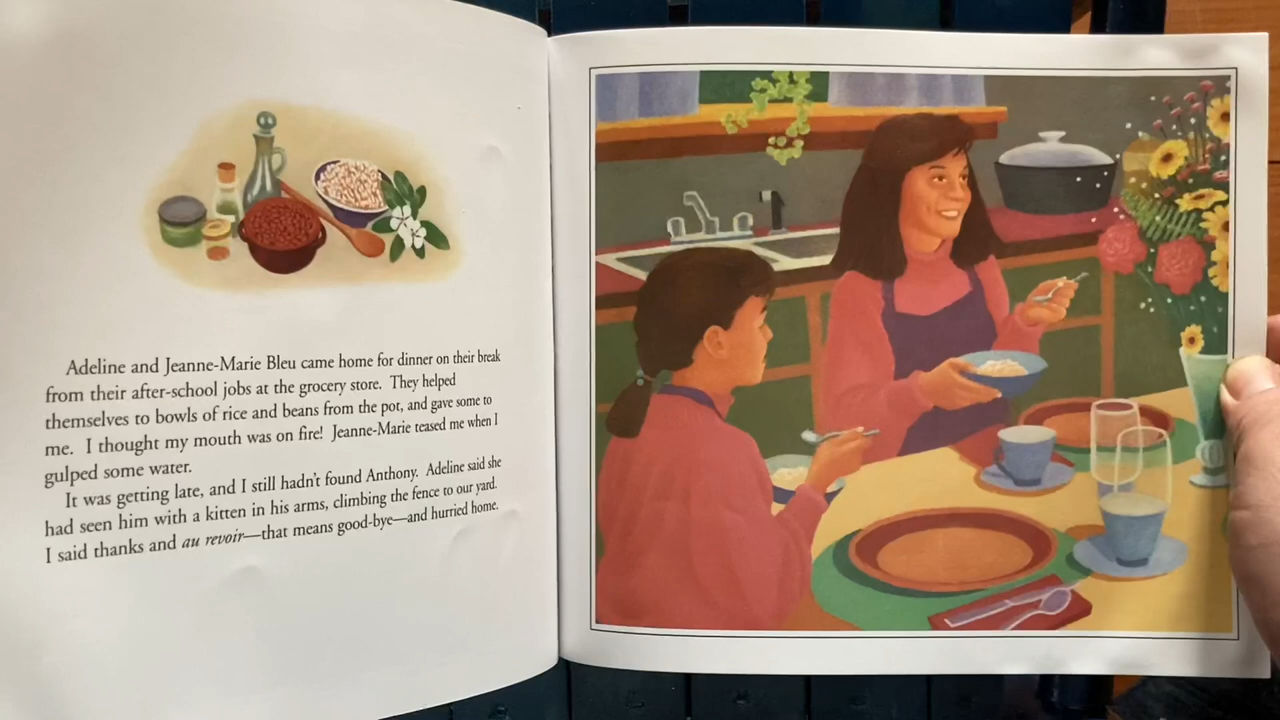 Adeline and Jeanne-Marie Bleu came home for dinner on their break
from their after-school jobs at the grocery store. They helped
themselves to bowls of rice and beans from the pot, and gave some to
me. I thought my mouth was on fire! Jeanne-Marie teased me when I
gulped some water.
It was getting late, and I still hadn't found Anthony. Adeline said she
had seen him with a kitten in his arms, climbing the fence to our yard.
I said thanks and au revoir—that means good-bye—and hurried home.